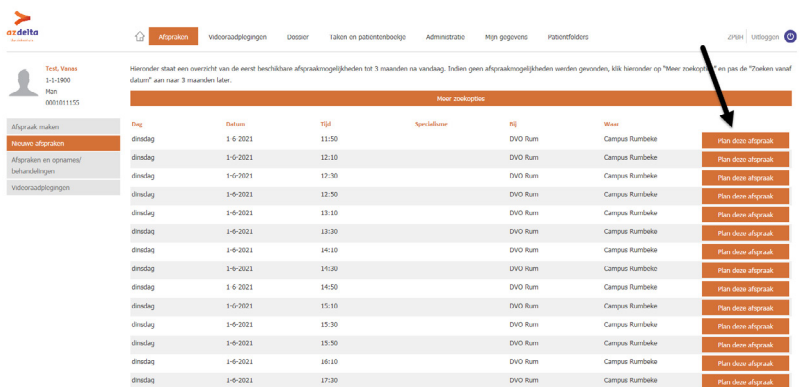 azdelta
Afspraken Videoraadplegingen Dossier Taken en patientenboekje Administratie Mijn gegevens Patientfolders ZMJH Uitloggen
Test, Vanas
1-1-1900
Man
0001011155
Hieronder staat een overzicht van de eerst beschikbare afspraakmogelijkheden tot 3 maanden na vandaag. Indien geen afspraakmogelijkheden werden gevonden, klik hieronder op "Meer zoekopties" en pas de "Zoeken vanaf
datum" aan naar 3 maanden later.
Meer zoekopties
Afspraak maken
Nieuwe afspraken
Afspraken en opnames/
behandelingen
Videoraadplegingen
Dag Datum Tijd Specialisme Bij Waar
dinsdag 1-6-2021 11:50 DVO Rum Campus Rumbeke Plan deze afspraak
dinsdag 1-6-2021 12:10 DVO Rum Campus Rumbeke Plan deze afspraak
dinsdag 1-6-2021 12:30 DVO Rum Campus Rumbeke Plan deze afspraak
dinsdag 1-6-2021 12:50 DVO Rum Campus Rumbeke Plan deze afspraak
dinsdag 1-6-2021 13:10 DVO Rum Campus Rumbeke Plan deze afspraak
dinsdag 1-6-2021 13:30 DVO Rum Campus Rumbeke Plan deze afspraak
dinsdag 1-6-2021 14:10 DVO Rum Campus Rumbeke Plan deze afspraak
dinsdag 1-6-2021 14:30 DVO Rum Campus Rumbeke Plan deze afspraak
dinsdag 1-6-2021 14:50 DVO Rum Campus Rumbeke Plan deze afspraak
dinsdag 1-6-2021 15:10 DVO Rum Campus Rumbeke Plan deze afspraak
dinsdag 1-6-2021 15:30 DVO Rum Campus Rumbeke Plan deze afspraak
dinsdag 1-6-2021 15:50 DVO Rum Campus Rumbeke Plan deze afspraak
dinsdag 1-6-2021 16:10 DVO Rum Campus Rumbeke Plan deze afspraak
dinsdag 1-6-2021 17:30 DVO Rum Campus Rumbeke Plan deze afspraak